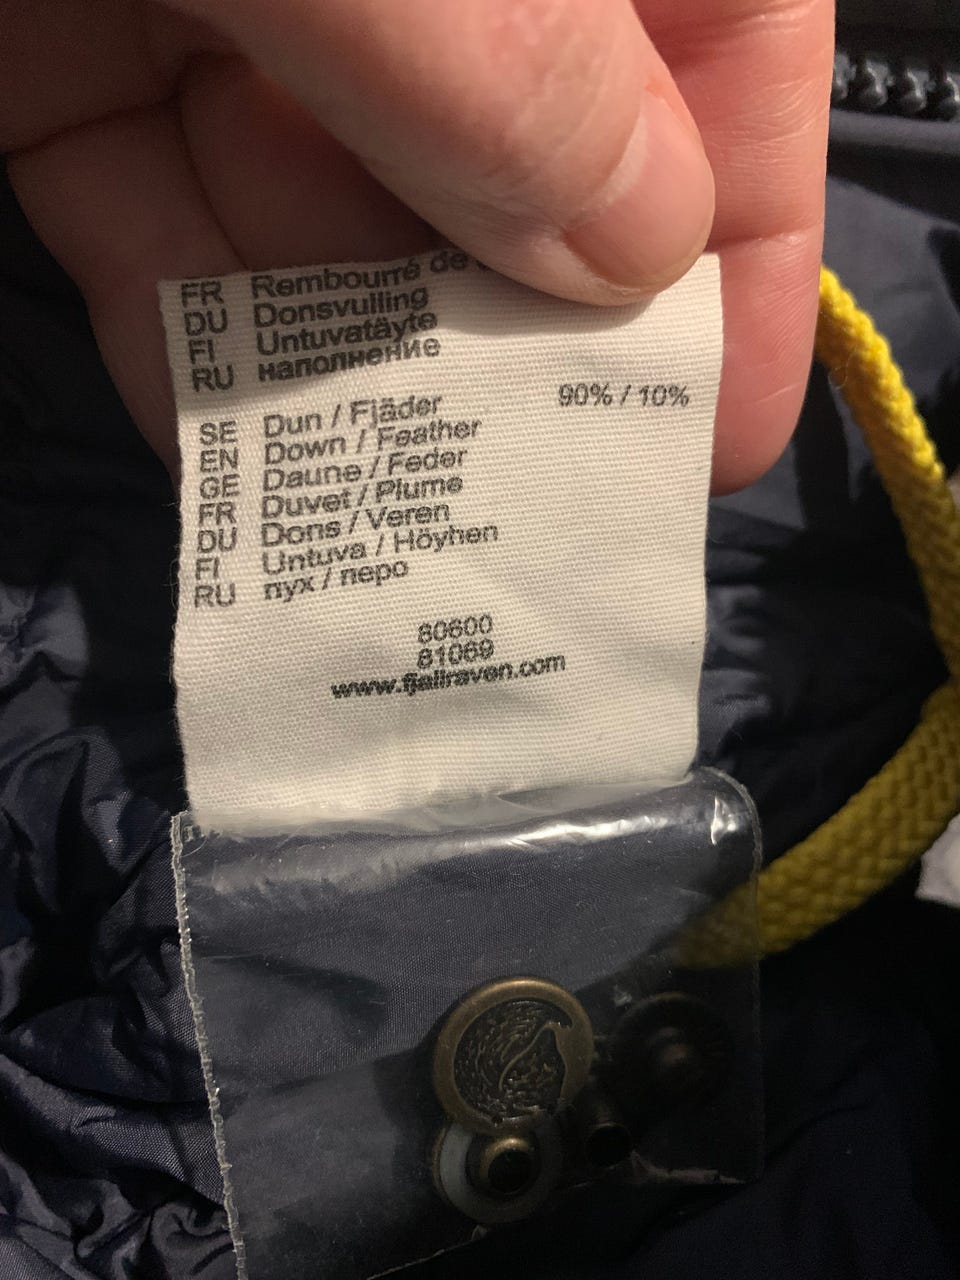 FR Rembourré de
DU Donsvulling
FI Untuvatäyte
RU наполнение
90% / 10%
SE Dun / Fjäder
EN Down / Feather
GE Daune / Feder
FR Duvet / Plume
DU Dons / Veren
FI Untuva / Höyhen
RU пух / перо
80600
81069
www.fjallraven.com